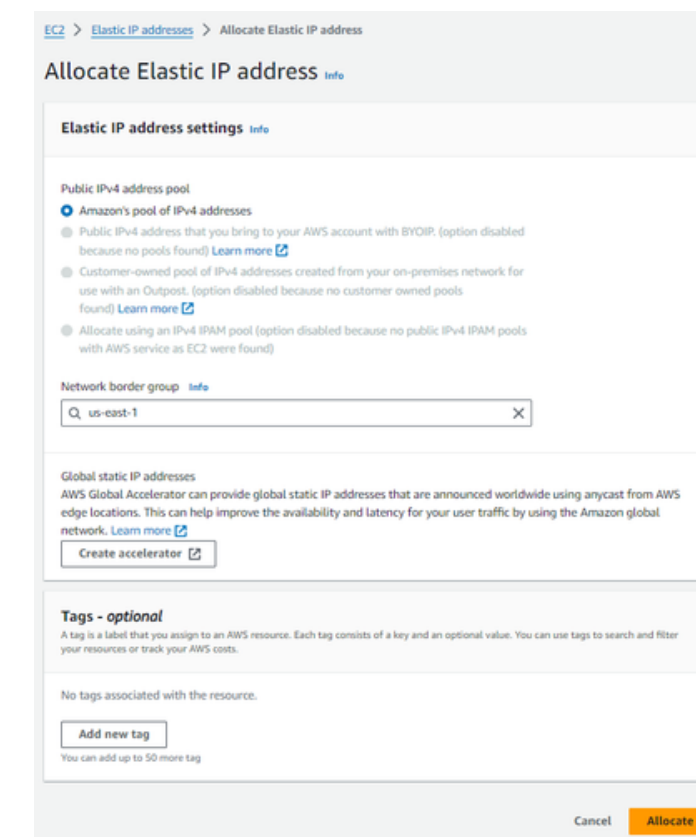 EC2 > Elastic IP addresses > Allocate Elastic IP address
Allocate Elastic IP address Info
Elastic IP address settings Info
Public IPv4 address pool
Amazon's pool of IPv4 addresses
Public IPv4 address that you bring to your AWS account with BYOIP. (option disabled
because no pools found) Learn more
Customer-owned pool of IPv4 addresses created from your on-premises network for
use with an Outpost. (option disabled because no customer owned pools
found) Learn more
Allocate using an IPv4 IPAM pool (option disabled because no public IPv4 IPAM pools
with AWS service as EC2 were found)
Network border group Info
us-east-1
Global static IP addresses
AWS Global Accelerator can provide global static IP addresses that are announced worldwide using anycast from AWS
edge locations. This can help improve the availability and latency for your user traffic by using the Amazon global
network. Learn more
Create accelerator
Tags - optional
A tag is a label that you assign to an AWS resource. Each tag consists of a key and an optional value. You can use tags to search and filter
your resources or track your AWS costs.
No tags associated with the resource.
Add new tag
You can add up to 50 more tag
Cancel Allocate